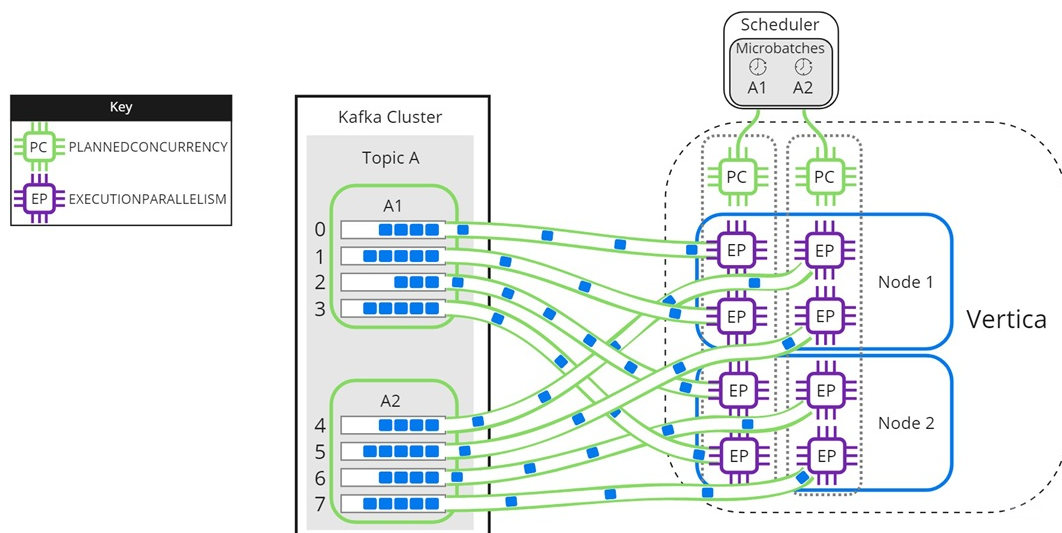 Key
PC PLANNEDCONCURRENCY
EP EXECUTIONPARALLELISM
Kafka Cluster
Topic A
A1
0
1
2
3
A2
4
5
6
7
Scheduler
Microbatches
A1 A2
PC PC
EP EP
Node 1
EP EP
Vertica
EP EP
Node 2
EP EP